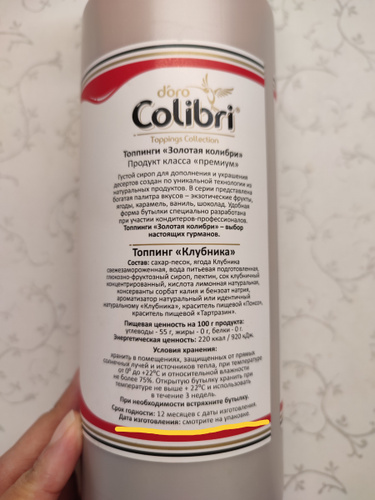 d'oro
Colibri®
Toppings Collection
Топпинги «Золотая колибри»
Продукт класса «премиум»
Густой сироп для дополнения и украшения
десертов создан по уникальной технологии из
натуральных продуктов. В серии представлена
богатая палитра вкусов – экзотические фрукты,
ягоды, карамель, ваниль, шоколад. Удобная
форма бутылки специально разработана
при участии кондитеров-профессионалов.
Топпинги «Золотая колибри» – выбор
настоящих гурманов.
Топпинг «Клубника»
Состав: сахар-песок, ягода Клубника
свежезамороженная, вода питьевая подготовленная,
глюкозно-фруктозный сироп, пектин, сок клубничный
концентрированный, кислота лимонная натуральная,
консерванты сорбат калия и бензоат натрия,
ароматизатор натуральный или идентичный
натуральному «Клубника», краситель пищевой «Понсо»,
краситель пищевой «Тартразин».
Пищевая ценность на 100 г продукта:
углеводы - 55 г, жиры - 0 г, белки - 0 г.
Энергетическая ценность: 220 ккал / 920 кДж.
Условия хранения:
хранить в помещениях, защищенных от прямых
солнечных лучей и источников тепла, при температуре
от 0° до +22°С и относительной влажности
не более 75%. Открытую бутылку хранить при
температуре не выше + 22°С и использовать
в течение 3 недель.
При необходимости встряхните бутылку.
Срок годности: 12 месяцев с даты изготовления.
Дата изготовления: смотрите на упаковке.